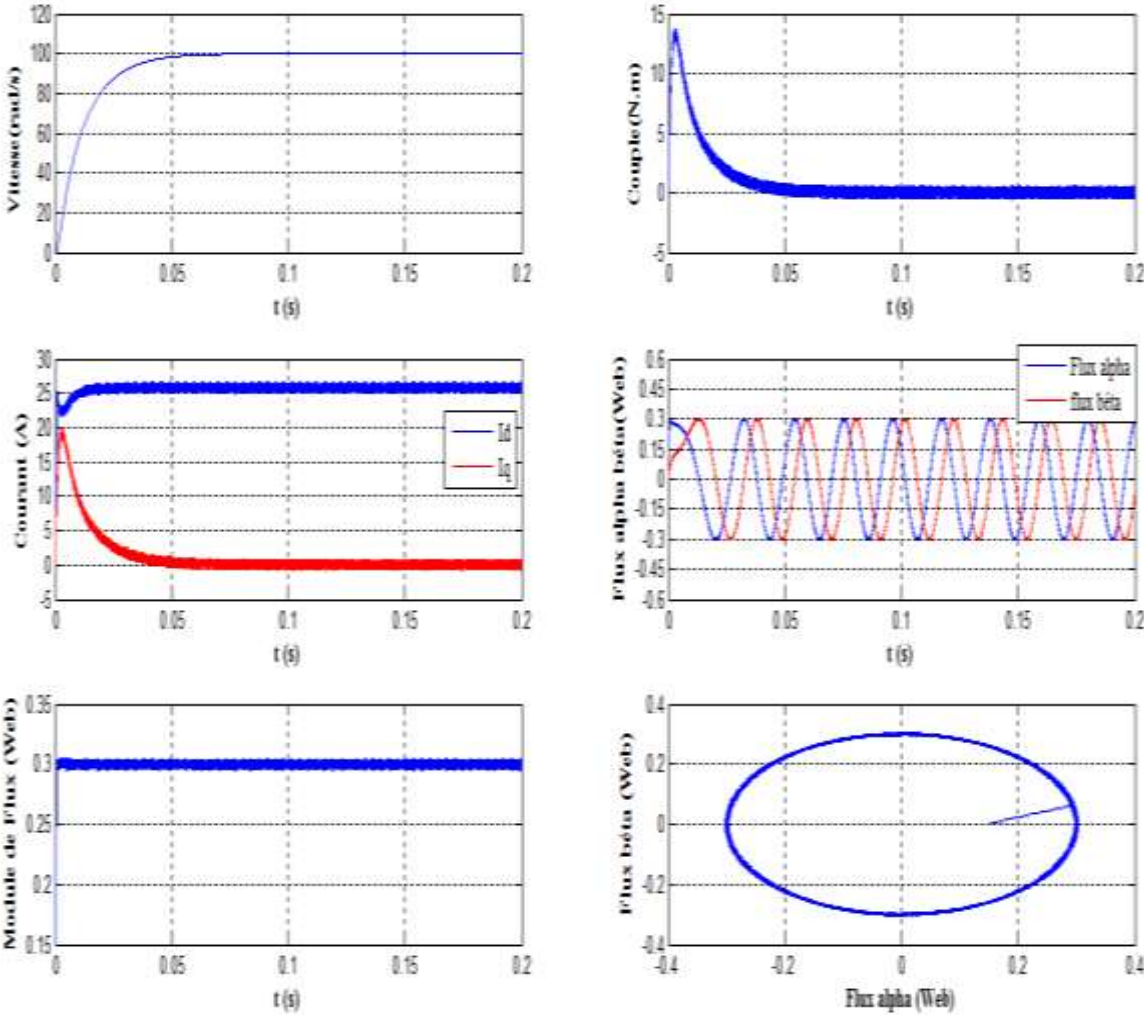 120
100
80
60
40
20
0
Vitesse(rad/s)
0 0.05 0.1 0.15 0.2
t (s)
15
10
5
0
-5
Couple(N.m)
0 0.05 0.1 0.15 0.2
t (s)
30
25
20
15
10
5
0
-5
Courant (A)
Id
Iq
0 0.05 0.1 0.15 0.2
t (s)
0.6
0.45
0.3
0.15
0
-0.15
-0.3
-0.45
-0.6
Flux alpha béta(Web)
Flux alpha
flux béta
0 0.05 0.1 0.15 0.2
t (s)
0.35
0.3
0.25
0.2
0.15
Module de Flux (Web)
0 0.05 0.1 0.15 0.2
t (s)
0.4
0.2
0
-0.2
-0.4
Flux béta (Web)
-0.4 -0.2 0 0.2 0.4
Flux alpha (Web)